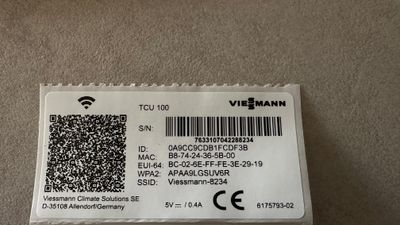 TCU 100
VIESMANN
S/N:
7633107042288234
ID: 0A9CC9CDB1FCDF3B
MAC: B8-74-24-36-5B-00
EUI-64: BC-02-6E-FF-FE-3E-29-19
WPA2: APAA9LGSUV6R
SSID: Viessmann-8234
Viessmann Climate Solutions SE
D-35108 Allendorf/Germany
5V⎓ / 0.4A
CE
6175793-02